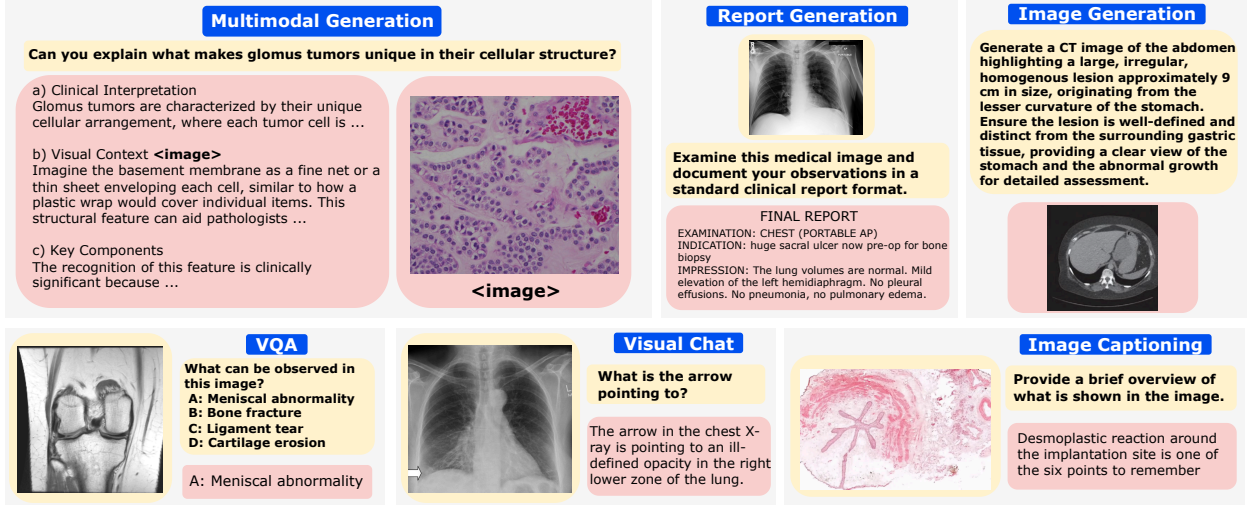 Multimodal Generation
Can you explain what makes glomus tumors unique in their cellular structure?
a) Clinical Interpretation
Glomus tumors are characterized by their unique
cellular arrangement, where each tumor cell is ...
b) Visual Context <image>
Imagine the basement membrane as a fine net or a
thin sheet enveloping each cell, similar to how a
plastic wrap would cover individual items. This
structural feature can aid pathologists ...
c) Key Components
The recognition of this feature is clinically
significant because ...
<image>
Report Generation
Examine this medical image and
document your observations in a
standard clinical report format.
FINAL REPORT
EXAMINATION: CHEST (PORTABLE AP)
INDICATION: huge sacral ulcer now pre-op for bone
biopsy
IMPRESSION: The lung volumes are normal. Mild
elevation of the left hemidiaphragm. No pleural
effusions. No pneumonia, no pulmonary edema.
Image Generation
Generate a CT image of the abdomen
highlighting a large, irregular,
homogenous lesion approximately 9
cm in size, originating from the
lesser curvature of the stomach.
Ensure the lesion is well-defined and
distinct from the surrounding gastric
tissue, providing a clear view of the
stomach and the abnormal growth
for detailed assessment.
VQA
What can be observed in
this image?
A: Meniscal abnormality
B: Bone fracture
C: Ligament tear
D: Cartilage erosion
A: Meniscal abnormality
Visual Chat
What is the arrow
pointing to?
The arrow in the chest X-
ray is pointing to an ill-
defined opacity in the right
lower zone of the lung.
Image Captioning
Provide a brief overview of
what is shown in the image.
Desmoplastic reaction around
the implantation site is one of
the six points to remember